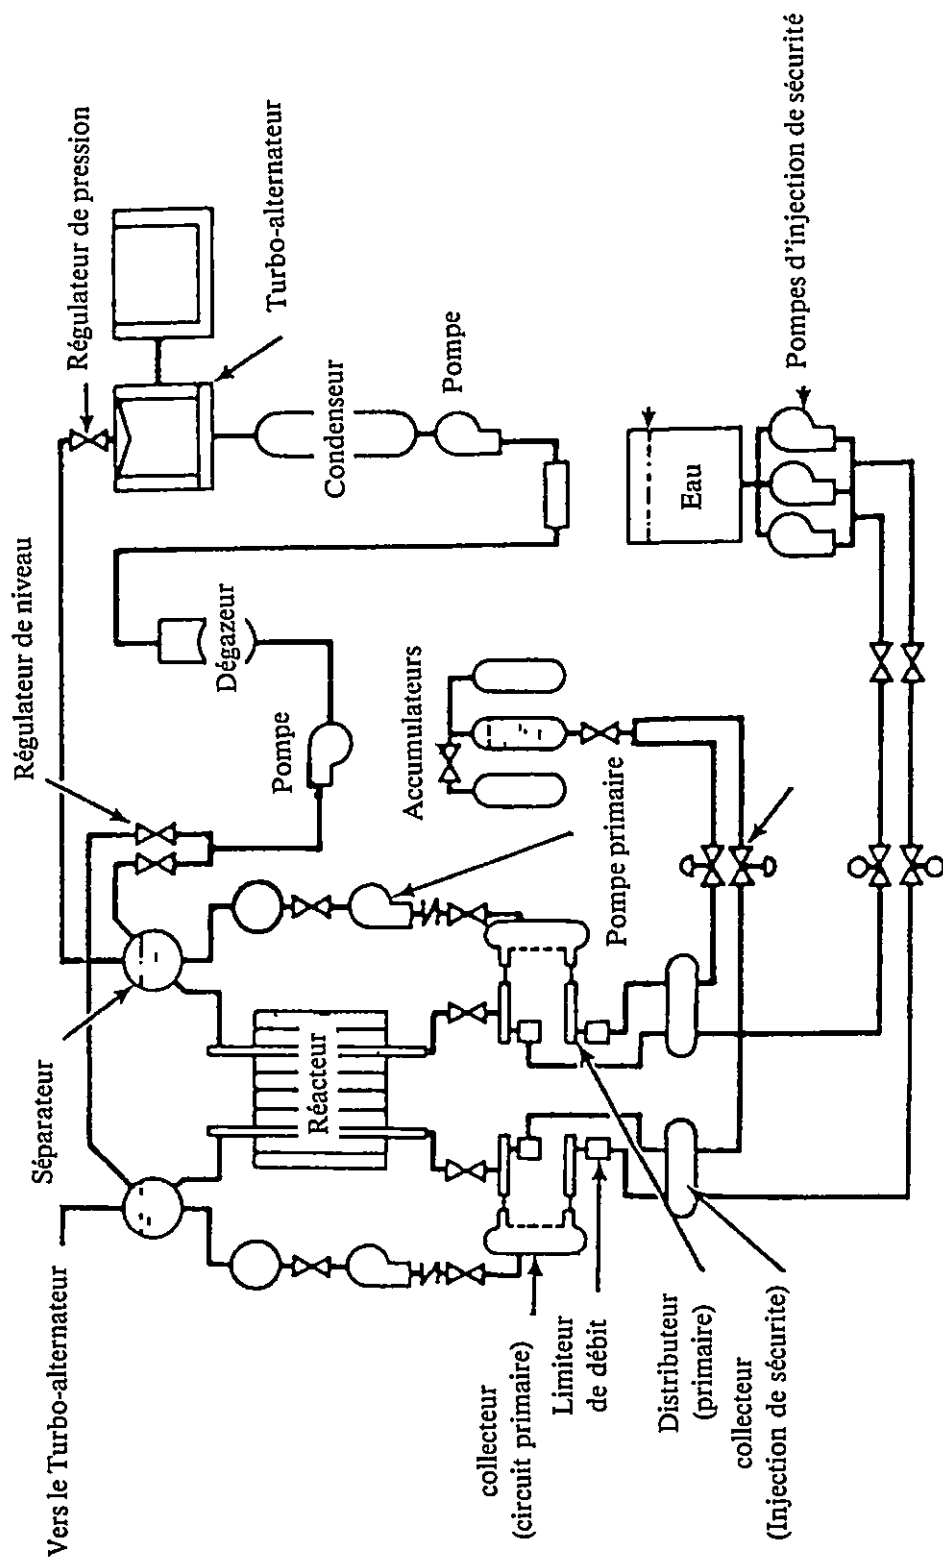 Vers le Turbo-alternateur
Séparateur
Régulateur de niveau
Régulateur de pression
Turbo-alternateur
Réacteur
Pompe
Dégazeur
Condenseur
Pompe
Accumulateurs
Pompe primaire
Eau
Pompes d'injection de sécurité
collecteur
(circuit primaire)
Limiteur
de débit
Distributeur
(primaire)
collecteur
(Injection de sécurite)